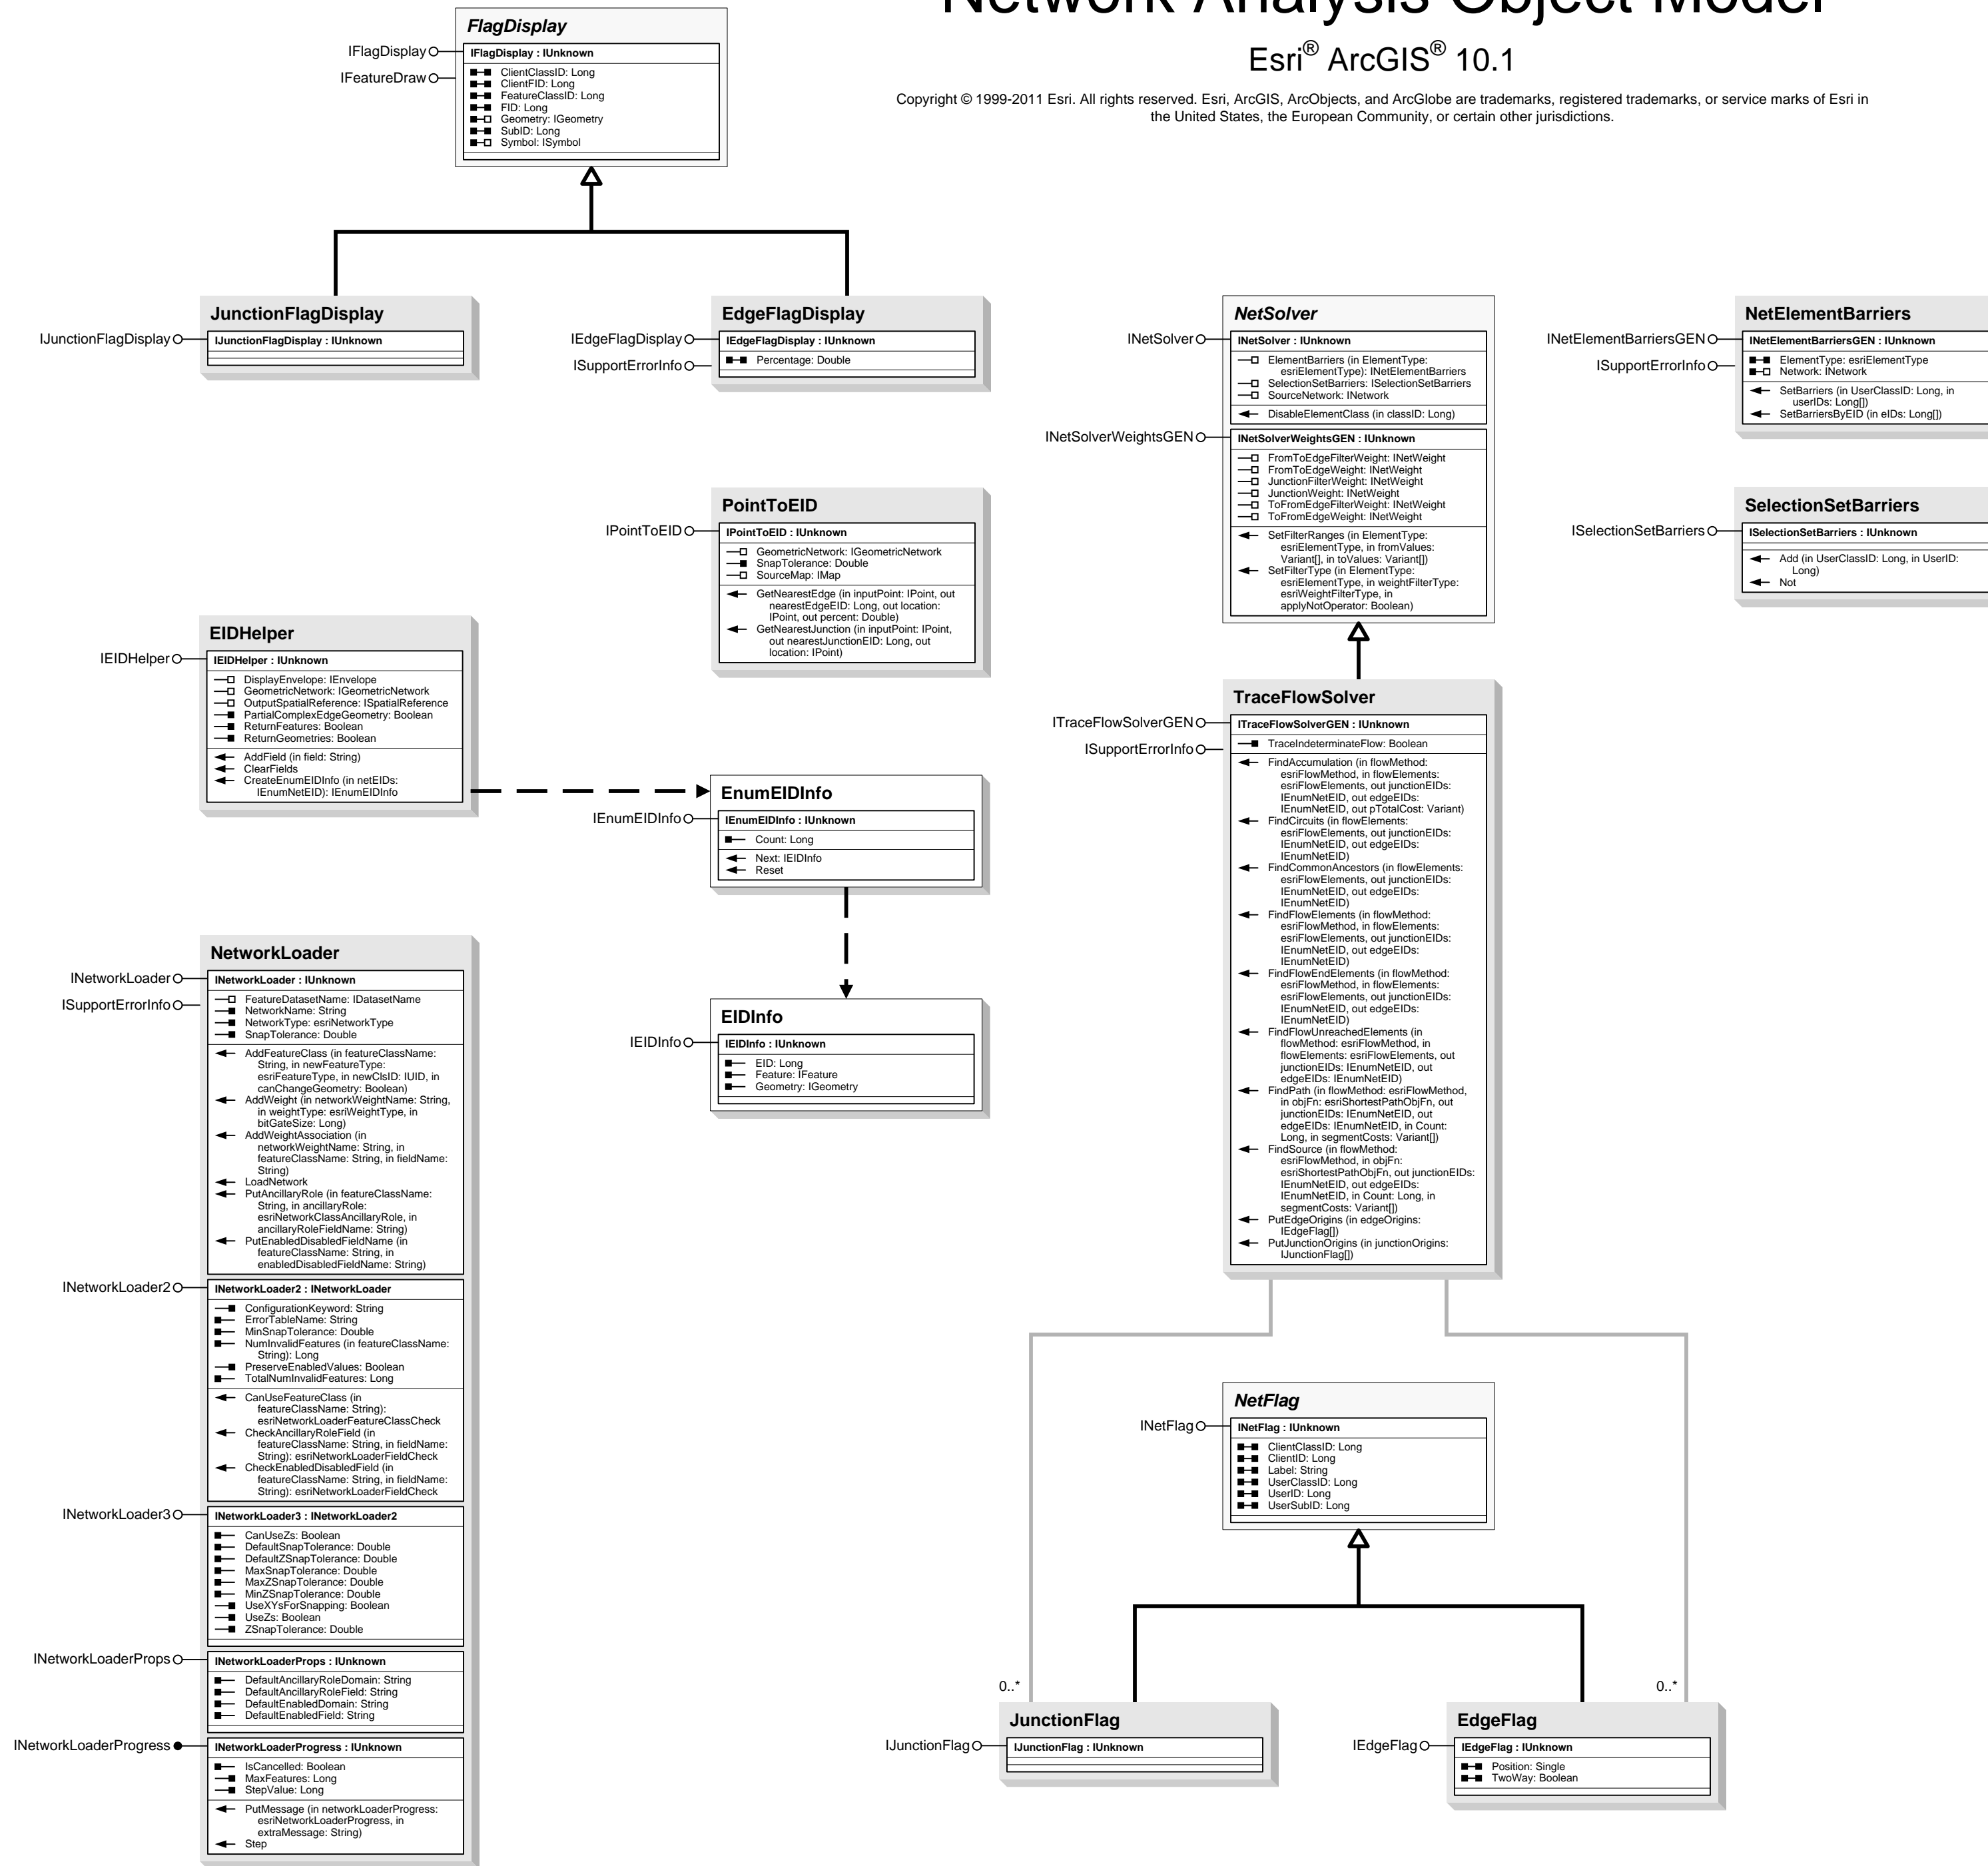 Network Analysis Object Model
Esri® ArcGIS® 10.1
Copyright © 1999-2011 Esri. All rights reserved. Esri, ArcGIS, ArcObjects, and ArcGlobe are trademarks, registered trademarks, or service marks of Esri in
the United States, the European Community, or certain other jurisdictions.
FlagDisplay
IFlagDisplay
IFeatureDraw
IFlagDisplay : IUnknown
ClientClassID: Long
ClientFID: Long
FeatureClassID: Long
FID: Long
Geometry: IGeometry
SubID: Long
Symbol: ISymbol
JunctionFlagDisplay
IJunctionFlagDisplay
IJunctionFlagDisplay : IUnknown
EdgeFlagDisplay
IEdgeFlagDisplay
ISupportErrorInfo
IEdgeFlagDisplay : IUnknown
Percentage: Double
NetSolver
INetSolver
INetSolver : IUnknown
ElementBarriers (in ElementType:
esriElementType): INetElementBarriers
SelectionSetBarriers: ISelectionSetBarriers
SourceNetwork: INetwork
DisableElementClass (in classID: Long)
INetSolverWeightsGEN
INetSolverWeightsGEN : IUnknown
FromToEdgeFilterWeight: INetWeight
FromToEdgeWeight: INetWeight
JunctionFilterWeight: INetWeight
JunctionWeight: INetWeight
ToFromEdgeFilterWeight: INetWeight
ToFromEdgeWeight: INetWeight
SetFilterRanges (in ElementType:
esriElementType, in fromValues:
Variant[], in toValues: Variant[])
SetFilterType (in ElementType:
esriElementType, in weightFilterType:
esriWeightFilterType, in
applyNotOperator: Boolean)
NetElementBarriers
INetElementBarriersGEN
ISupportErrorInfo
INetElementBarriersGEN : IUnknown
ElementType: esriElementType
Network: INetwork
SetBarriers (in UserClassID: Long, in
userIDs: Long[])
SetBarriersByEID (in eIDs: Long[])
SelectionSetBarriers
ISelectionSetBarriers
ISelectionSetBarriers : IUnknown
Add (in UserClassID: Long, in UserID:
Long)
Not
PointToEID
IPointToEID
IPointToEID : IUnknown
GeometricNetwork: IGeometricNetwork
SnapTolerance: Double
SourceMap: IMap
GetNearestEdge (in inputPoint: IPoint, out
nearestEdgeEID: Long, out location:
IPoint, out percent: Double)
GetNearestJunction (in inputPoint: IPoint,
out nearestJunctionEID: Long, out
location: IPoint)
EIDHelper
IEIDHelper
IEIDHelper : IUnknown
DisplayEnvelope: IEnvelope
GeometricNetwork: IGeometricNetwork
OutputSpatialReference: ISpatialReference
PartialComplexEdgeGeometry: Boolean
ReturnFeatures: Boolean
ReturnGeometries: Boolean
AddField (in field: String)
ClearFields
CreateEnumEIDInfo (in netEIDs:
IEnumNetEID): IEnumEIDInfo
EnumEIDInfo
IEnumEIDInfo
IEnumEIDInfo : IUnknown
Count: Long
Next: IEIDInfo
Reset
EIDInfo
IEIDInfo
IEIDInfo : IUnknown
EID: Long
Feature: IFeature
Geometry: IGeometry
TraceFlowSolver
ITraceFlowSolverGEN
ISupportErrorInfo
ITraceFlowSolverGEN : IUnknown
TraceIndeterminateFlow: Boolean
FindAccumulation (in flowMethod:
esriFlowMethod, in flowElements:
esriFlowElements, out junctionEIDs:
IEnumNetEID, out edgeEIDs:
IEnumNetEID, out pTotalCost: Variant)
FindCircuits (in flowElements:
esriFlowElements, out junctionEIDs:
IEnumNetEID, out edgeEIDs:
IEnumNetEID)
FindCommonAncestors (in flowElements:
esriFlowElements, out junctionEIDs:
IEnumNetEID, out edgeEIDs:
IEnumNetEID)
FindFlowElements (in flowMethod:
esriFlowMethod, in flowElements:
esriFlowElements, out junctionEIDs:
IEnumNetEID, out edgeEIDs:
IEnumNetEID)
FindFlowEndElements (in flowMethod:
esriFlowMethod, in flowElements:
esriFlowElements, out junctionEIDs:
IEnumNetEID, out edgeEIDs:
IEnumNetEID)
FindFlowUnreachedElements (in
flowMethod: esriFlowMethod, in
flowElements: esriFlowElements, out
junctionEIDs: IEnumNetEID, out
edgeEIDs: IEnumNetEID)
FindPath (in flowMethod: esriFlowMethod,
in objFn: esriShortestPathObjFn, out
junctionEIDs: IEnumNetEID, out
edgeEIDs: IEnumNetEID, in Count:
Long, in segmentCosts: Variant[])
FindSource (in flowMethod:
esriFlowMethod, in objFn:
esriShortestPathObjFn, out junctionEIDs:
IEnumNetEID, out edgeEIDs:
IEnumNetEID, in Count: Long, in
segmentCosts: Variant[])
PutEdgeOrigins (in edgeOrigins:
IEdgeFlag[])
PutJunctionOrigins (in junctionOrigins:
IJunctionFlag[])
NetworkLoader
INetworkLoader
ISupportErrorInfo
INetworkLoader : IUnknown
FeatureDatasetName: IDatasetName
NetworkName: String
NetworkType: esriNetworkType
SnapTolerance: Double
AddFeatureClass (in featureClassName:
String, in newFeatureType:
esriFeatureType, in newClsID: IUID, in
canChangeGeometry: Boolean)
AddWeight (in networkWeightName: String,
in weightType: esriWeightType, in
bitGateSize: Long)
AddWeightAssociation (in
networkWeightName: String, in
featureClassName: String, in fieldName:
String)
LoadNetwork
PutAncillaryRole (in featureClassName:
String, in ancillaryRole:
esriNetworkClassAncillaryRole, in
ancillaryRoleFieldName: String)
PutEnabledDisabledFieldName (in
featureClassName: String, in
enabledDisabledFieldName: String)
INetworkLoader2
INetworkLoader2 : INetworkLoader
ConfigurationKeyword: String
ErrorTableName: String
MinSnapTolerance: Double
NumInvalidFeatures (in featureClassName:
String): Long
PreserveEnabledValues: Boolean
TotalNumInvalidFeatures: Long
CanUseFeatureClass (in
featureClassName: String):
esriNetworkLoaderFeatureClassCheck
CheckAncillaryRoleField (in
featureClassName: String, in fieldName:
String): esriNetworkLoaderFieldCheck
CheckEnabledDisabledField (in
featureClassName: String, in fieldName:
String): esriNetworkLoaderFieldCheck
INetworkLoader3
INetworkLoader3 : INetworkLoader2
CanUseZs: Boolean
DefaultSnapTolerance: Double
DefaultZSnapTolerance: Double
MaxSnapTolerance: Double
MaxZSnapTolerance: Double
MinZSnapTolerance: Double
UseXYsForSnapping: Boolean
UseZs: Boolean
ZSnapTolerance: Double
INetworkLoaderProps
INetworkLoaderProps : IUnknown
DefaultAncillaryRoleDomain: String
DefaultAncillaryRoleField: String
DefaultEnabledDomain: String
DefaultEnabledField: String
INetworkLoaderProgress
INetworkLoaderProgress : IUnknown
IsCancelled: Boolean
MaxFeatures: Long
StepValue: Long
PutMessage (in networkLoaderProgress:
esriNetworkLoaderProgress, in
extraMessage: String)
Step
NetFlag
INetFlag
INetFlag : IUnknown
ClientClassID: Long
ClientID: Long
Label: String
UserClassID: Long
UserID: Long
UserSubID: Long
0..*
0..*
JunctionFlag
IJunctionFlag
IJunctionFlag : IUnknown
EdgeFlag
IEdgeFlag
IEdgeFlag : IUnknown
Position: Single
TwoWay: Boolean